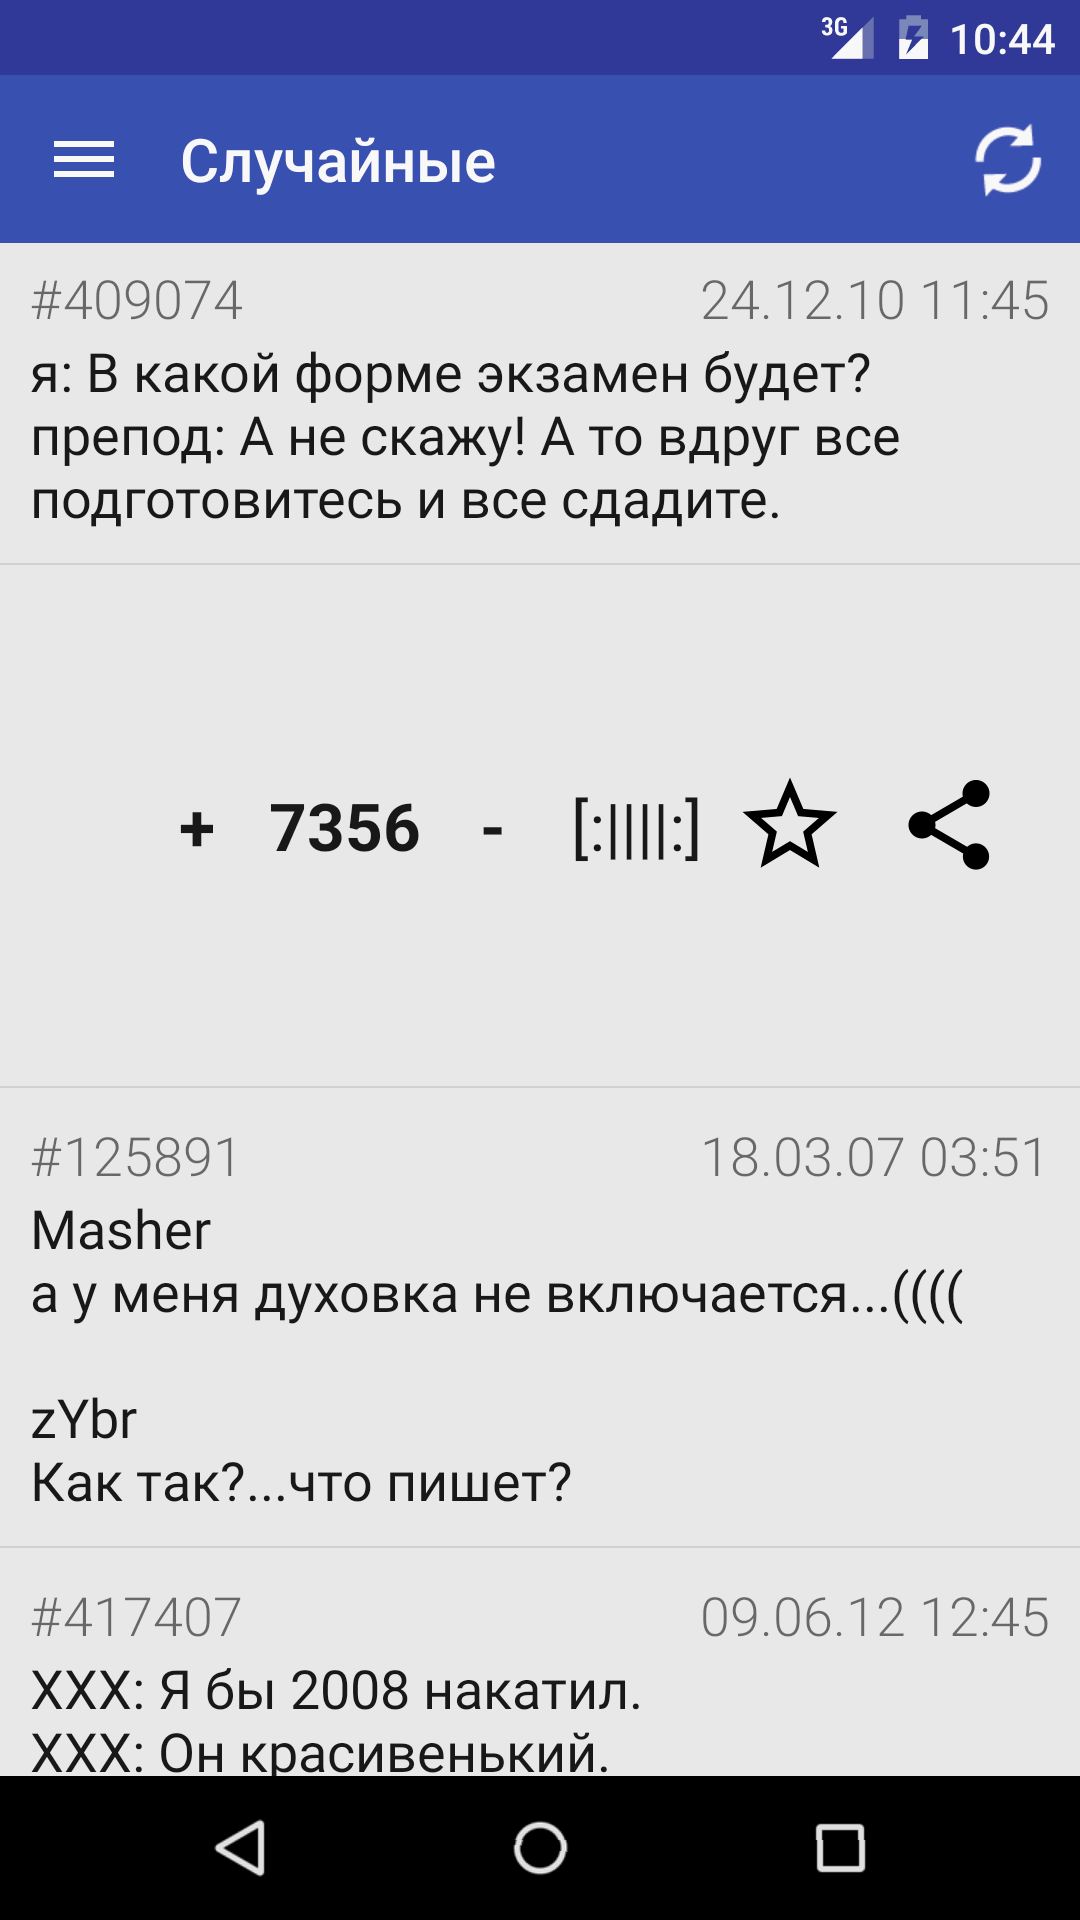 3G 10:44
Случайные
#409074 24.12.10 11:45
я: В какой форме экзамен будет?
препод: А не скажу! А то вдруг все
подготовитесь и все сдадите.
+ 7356 - [:||||:]
#125891 18.03.07 03:51
Masher
а у меня духовка не включается...((((
zYbr
Как так?...что пишет?
#417407 09.06.12 12:45
XXX: Я бы 2008 накатил.
XXX: Он красивенький.